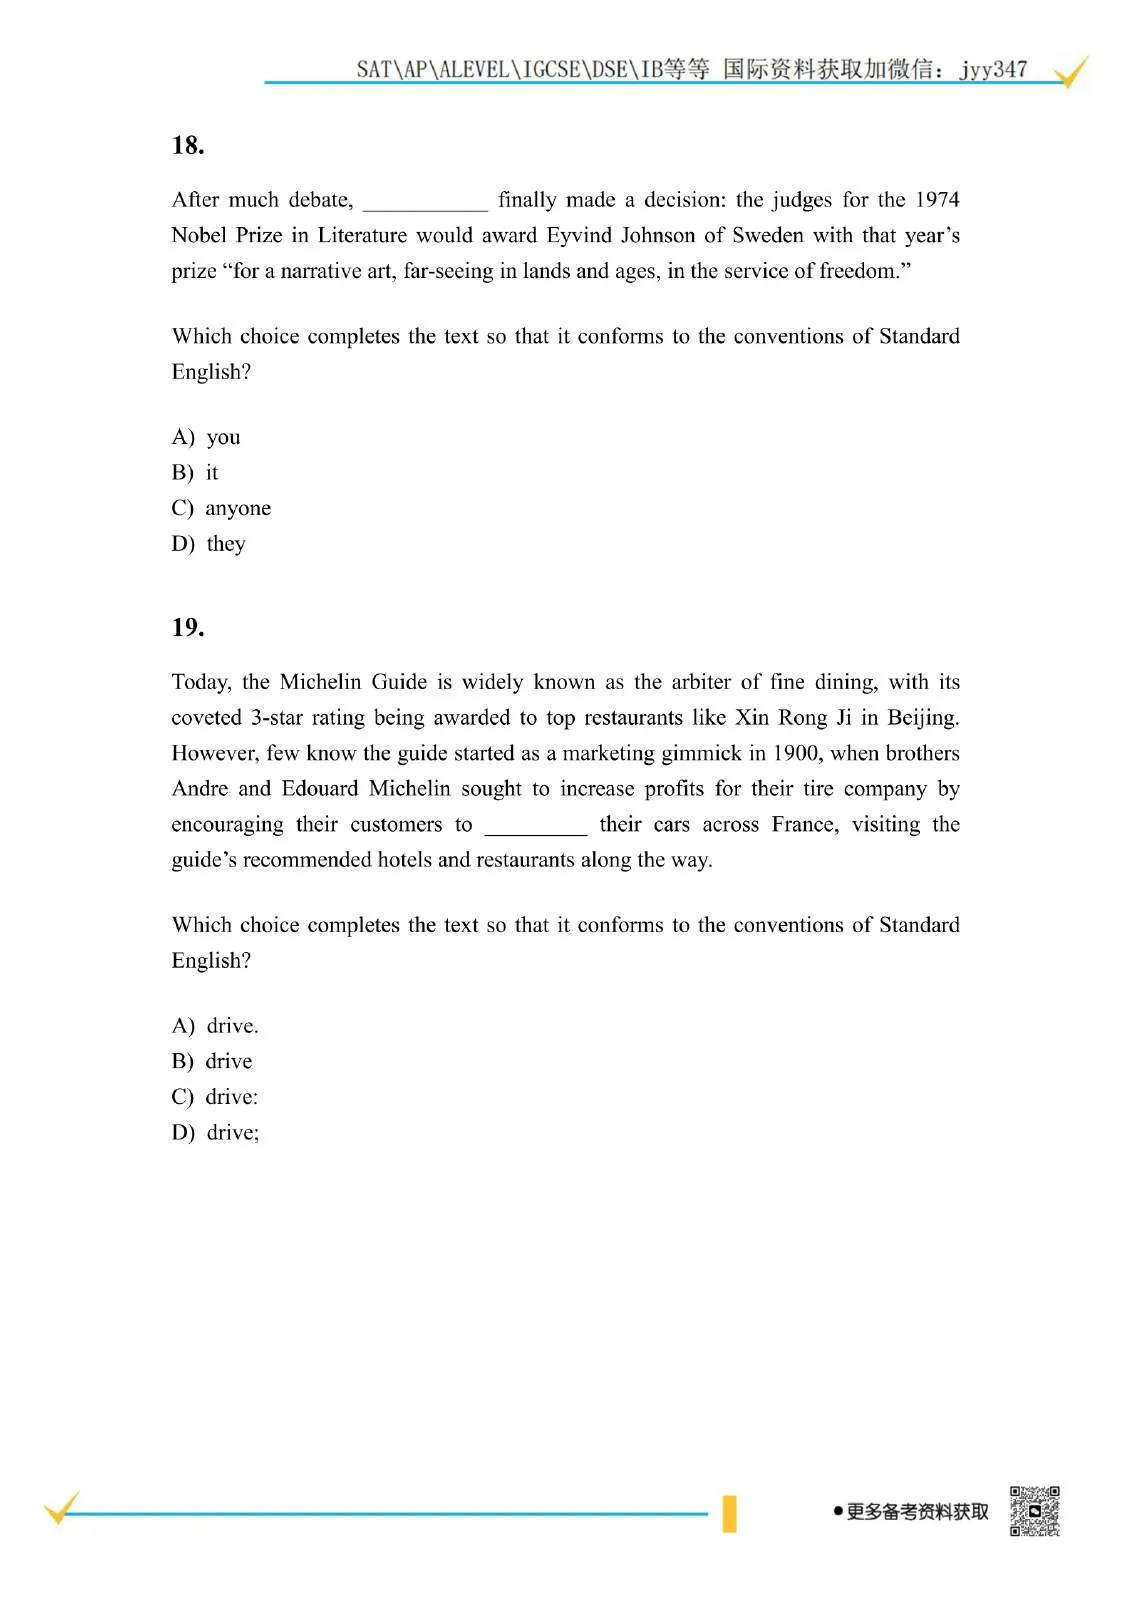 SAT\AP\ALEVEL\IGCSE\DSE\IB等等 国际资料获取加微信：jyy347
18.
After much debate, ___________ finally made a decision: the judges for the 1974
Nobel Prize in Literature would award Eyvind Johnson of Sweden with that year’s
prize “for a narrative art, far-seeing in lands and ages, in the service of freedom.”
Which choice completes the text so that it conforms to the conventions of Standard
English?
A) you
B) it
C) anyone
D) they
19.
Today, the Michelin Guide is widely known as the arbiter of fine dining, with its
coveted 3-star rating being awarded to top restaurants like Xin Rong Ji in Beijing.
However, few know the guide started as a marketing gimmick in 1900, when brothers
Andre and Edouard Michelin sought to increase profits for their tire company by
encouraging their customers to _________ their cars across France, visiting the
guide’s recommended hotels and restaurants along the way.
Which choice completes the text so that it conforms to the conventions of Standard
English?
A) drive.
B) drive
C) drive:
D) drive;
●更多备考资料获取